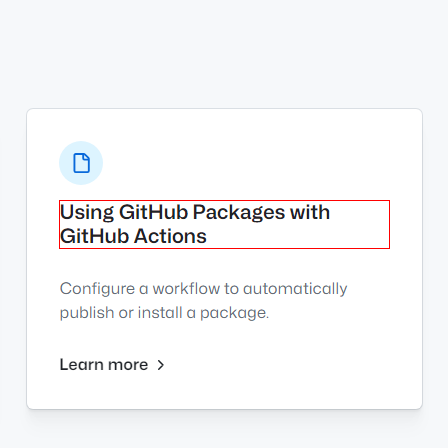 Using GitHub Packages with
GitHub Actions
Configure a workflow to automatically
publish or install a package.
Learn more